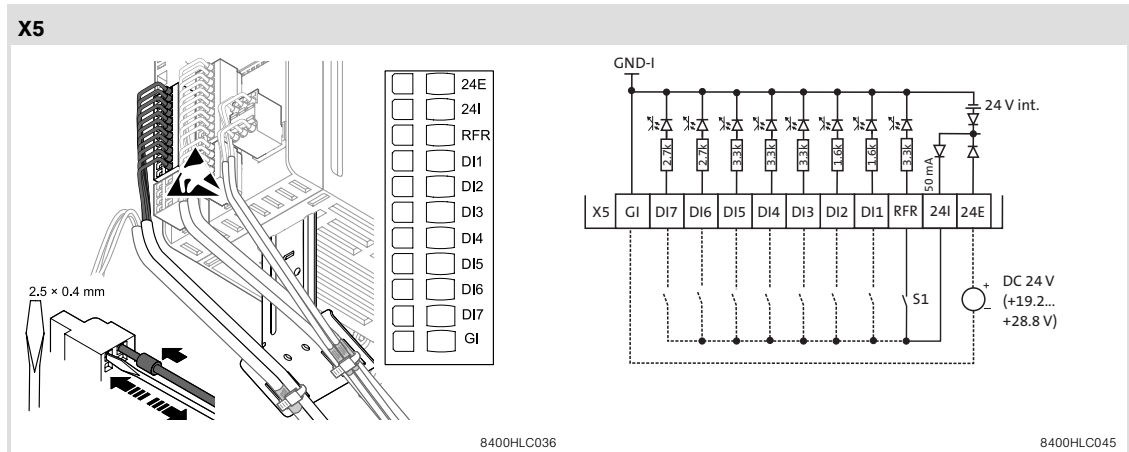 X5
24E
24I
RFR
DI1
DI2
DI3
DI4
DI5
DI6
DI7
GI
2.5 × 0.4 mm
8400HLC036
GND-I
24 V int.
2.7k 2.7k 3.3k 3.3k 3.3k 1.6k 1.6k 3.3k 50 mA
X5 GI DI7 DI6 DI5 DI4 DI3 DI2 DI1 RFR 24I 24E
S1
+ DC 24 V
(+19.2...
– +28.8 V)
8400HLC045